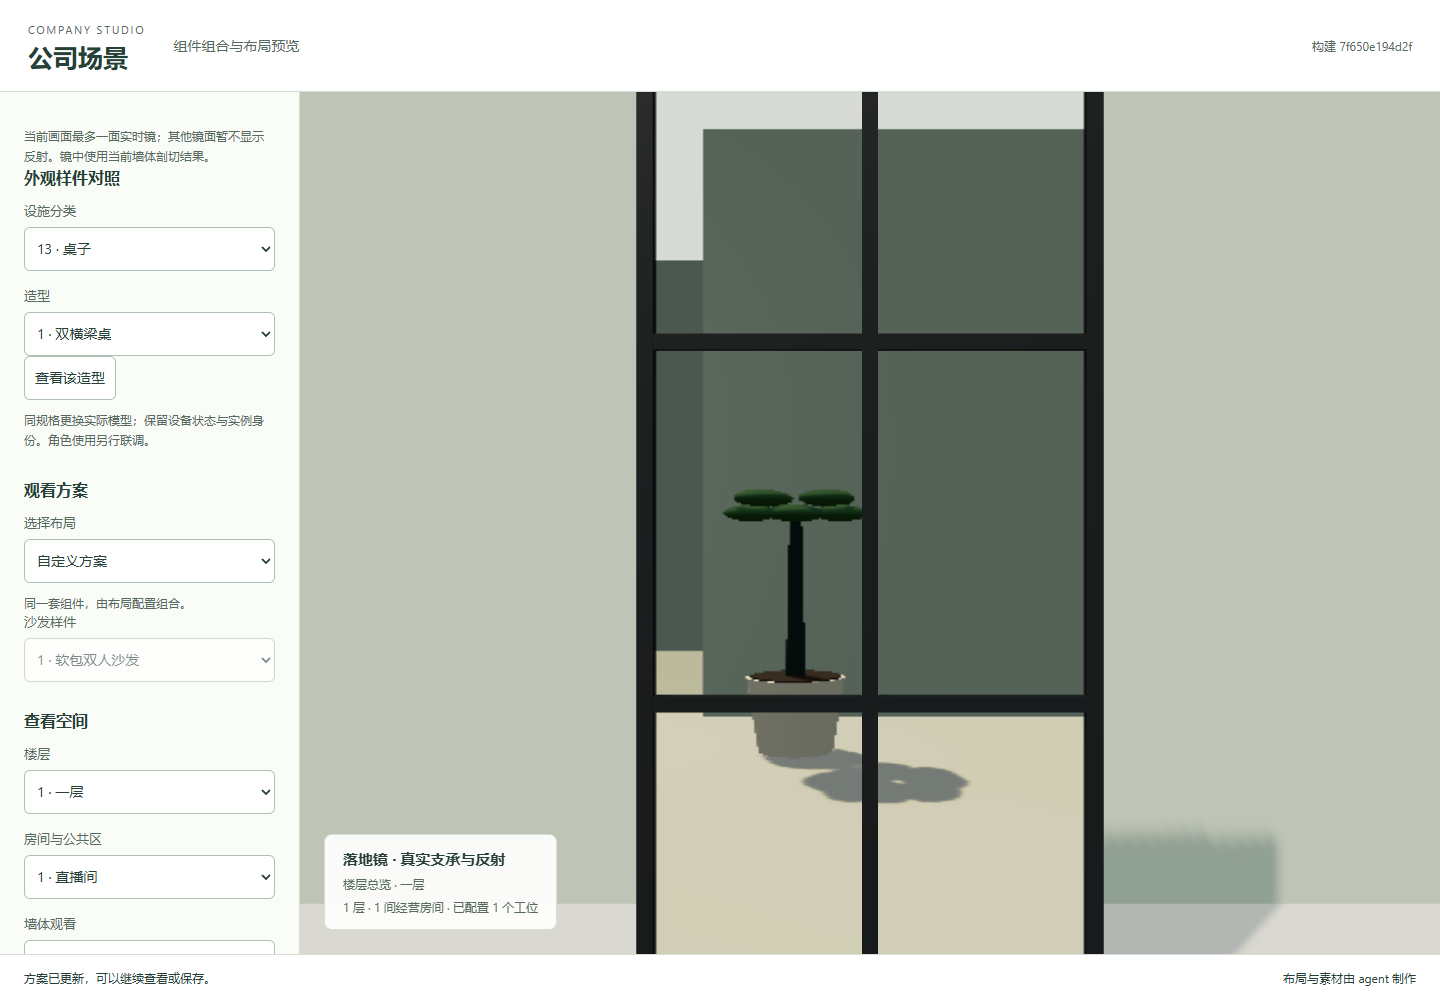 COMPANY STUDIO
公司场景
组件组合与布局预览
构建 7f650e194d2f
当前画面最多一面实时镜；其他镜面暂不显示
反射。镜中使用当前墙体剖切结果。
外观样件对照
设施分类
13 · 桌子
造型
1 · 双横梁桌
查看该造型
同规格更换实际模型；保留设备状态与实例身
份。角色使用另行联调。
观看方案
选择布局
自定义方案
同一套组件，由布局配置组合。
沙发样件
1 · 软包双人沙发
查看空间
楼层
1 · 一层
房间与公共区
1 · 直播间
墙体观看
落地镜 · 真实支承与反射
楼层总览 · 一层
1 层 · 1 间经营房间 · 已配置 1 个工位
方案已更新，可以继续查看或保存。
布局与素材由 agent 制作